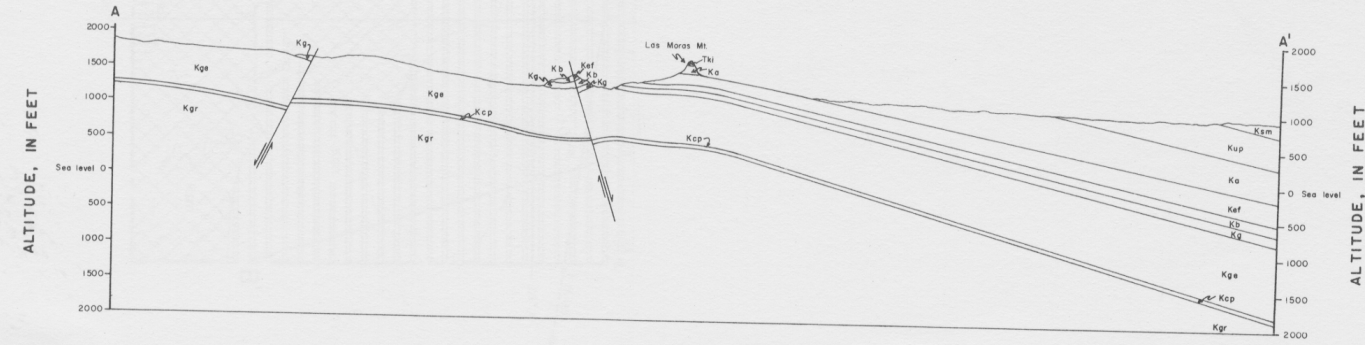 A
A'
ALTITUDE, IN FEET
2000
1500
1000
500
Sea level 0
500
1000
1500
2000
Kge
Kgr
Kg
Kge
Kcp
Kgr
Kg
Kb
Kef
Kb
Kg
Las Moras Mt.
Tki
Ka
Kcp
Ksm
Kup
Ka
Kef
Kb
Kg
Kge
Kcp
Kgr
2000
1500
1000
500
0 Sea level
500
1000
1500
2000
ALTITUDE, IN FEET